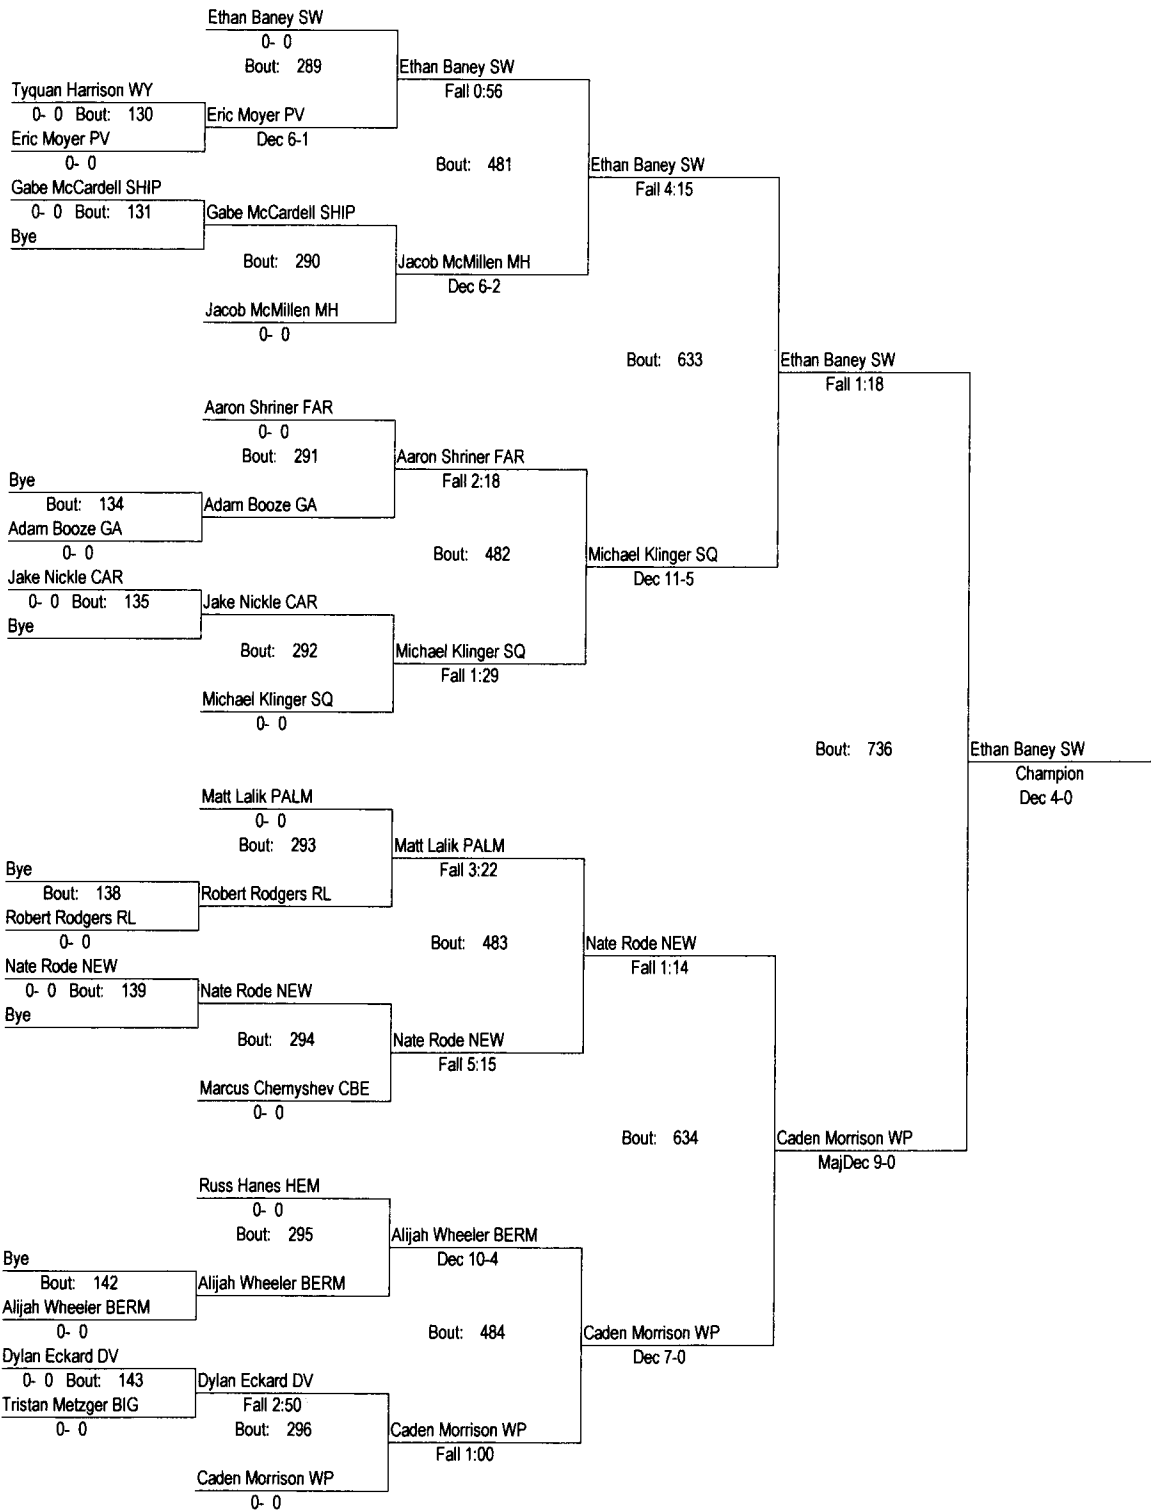 Ethan Baney SW
0- 0
Bout: 289
Ethan Baney SW
Fall 0:56
Tyquan Harrison WY
0- 0 Bout: 130
Eric Moyer PV
Dec 6-1
Eric Moyer PV
0- 0
Bout: 481
Ethan Baney SW
Fall 4:15
Gabe McCardell SHIP
0- 0 Bout: 131
Gabe McCardell SHIP
Bye
Bout: 290
Jacob McMillen MH
Dec 6-2
Jacob McMillen MH
0- 0
Bout: 633
Ethan Baney SW
Fall 1:18
Aaron Shriner FAR
0- 0
Bout: 291
Aaron Shriner FAR
Fall 2:18
Bye
Bout: 134
Adam Booze GA
Adam Booze GA
0- 0
Bout: 482
Michael Klinger SQ
Dec 11-5
Jake Nickle CAR
0- 0 Bout: 135
Jake Nickle CAR
Bye
Bout: 292
Michael Klinger SQ
Fall 1:29
Michael Klinger SQ
0- 0
Bout: 736
Ethan Baney SW
Champion
Dec 4-0
Matt Lalik PALM
0- 0
Bout: 293
Matt Lalik PALM
Fall 3:22
Bye
Bout: 138
Robert Rodgers RL
Robert Rodgers RL
0- 0
Bout: 483
Nate Rode NEW
Fall 1:14
Nate Rode NEW
0- 0 Bout: 139
Nate Rode NEW
Bye
Bout: 294
Nate Rode NEW
Fall 5:15
Marcus Chernyshev CBE
0- 0
Bout: 634
Caden Morrison WP
MajDec 9-0
Russ Hanes HEM
0- 0
Bout: 295
Alijah Wheeler BERM
Dec 10-4
Bye
Bout: 142
Alijah Wheeler BERM
Alijah Wheeler BERM
0- 0
Bout: 484
Caden Morrison WP
Dec 7-0
Dylan Eckard DV
0- 0 Bout: 143
Dylan Eckard DV
Fall 2:50
Tristan Metzger BIG
0- 0
Bout: 296
Caden Morrison WP
Fall 1:00
Caden Morrison WP
0- 0